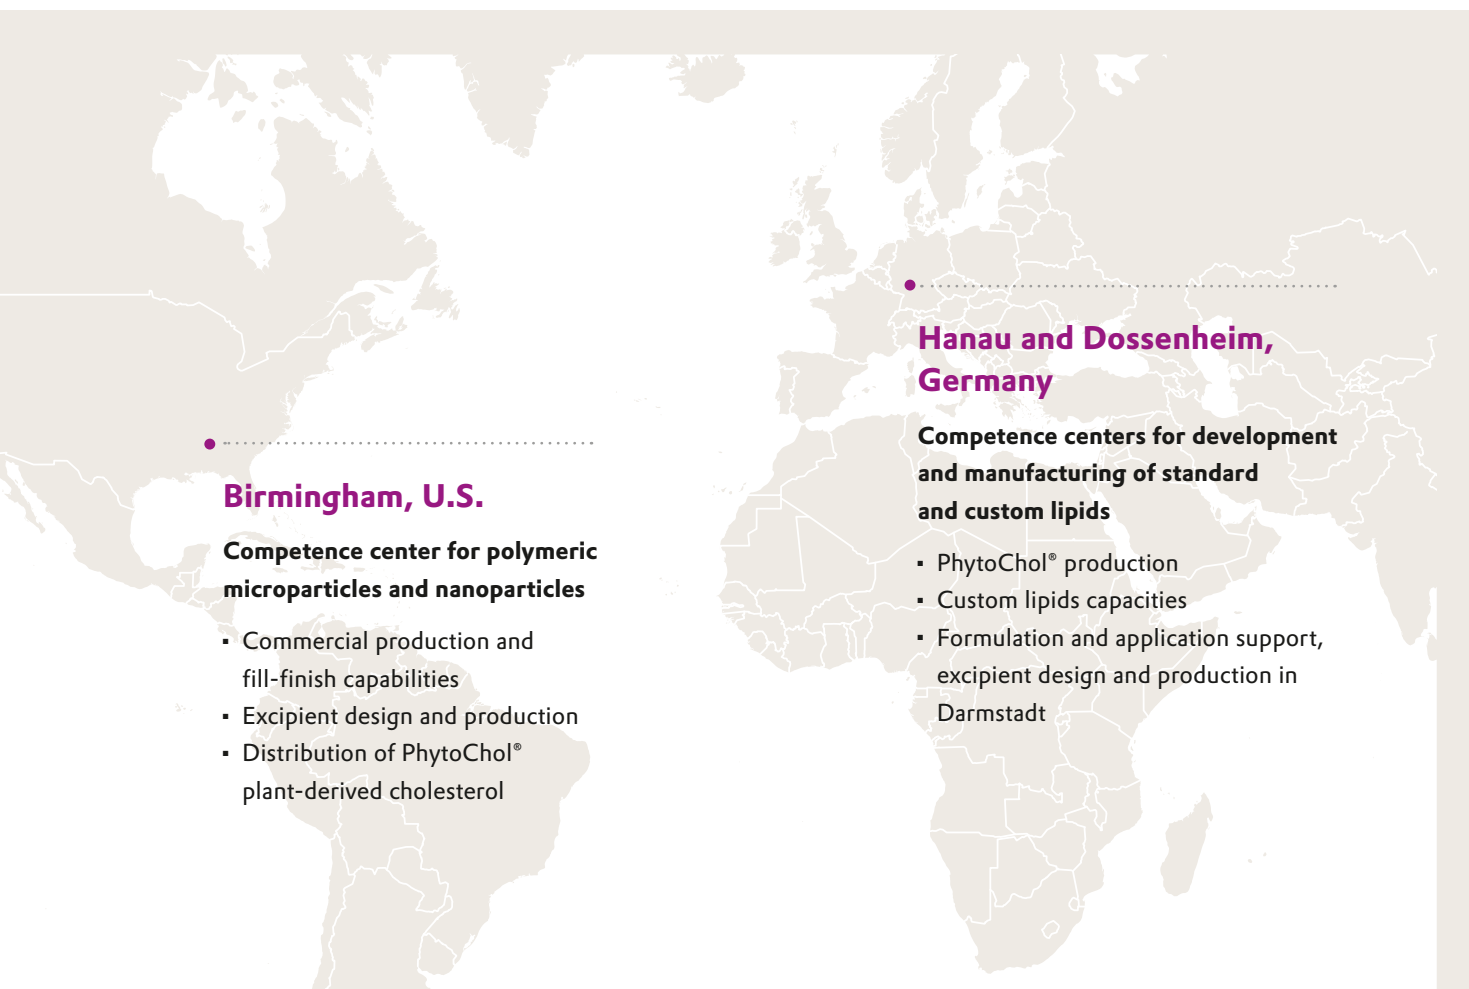 Birmingham, U.S.
Competence center for polymeric
microparticles and nanoparticles
▪ Commercial production and
fill-finish capabilities
▪ Excipient design and production
▪ Distribution of PhytoChol®
plant-derived cholesterol
Hanau and Dossenheim,
Germany
Competence centers for development
and manufacturing of standard
and custom lipids
▪ PhytoChol® production
▪ Custom lipids capacities
▪ Formulation and application support,
excipient design and production in
Darmstadt